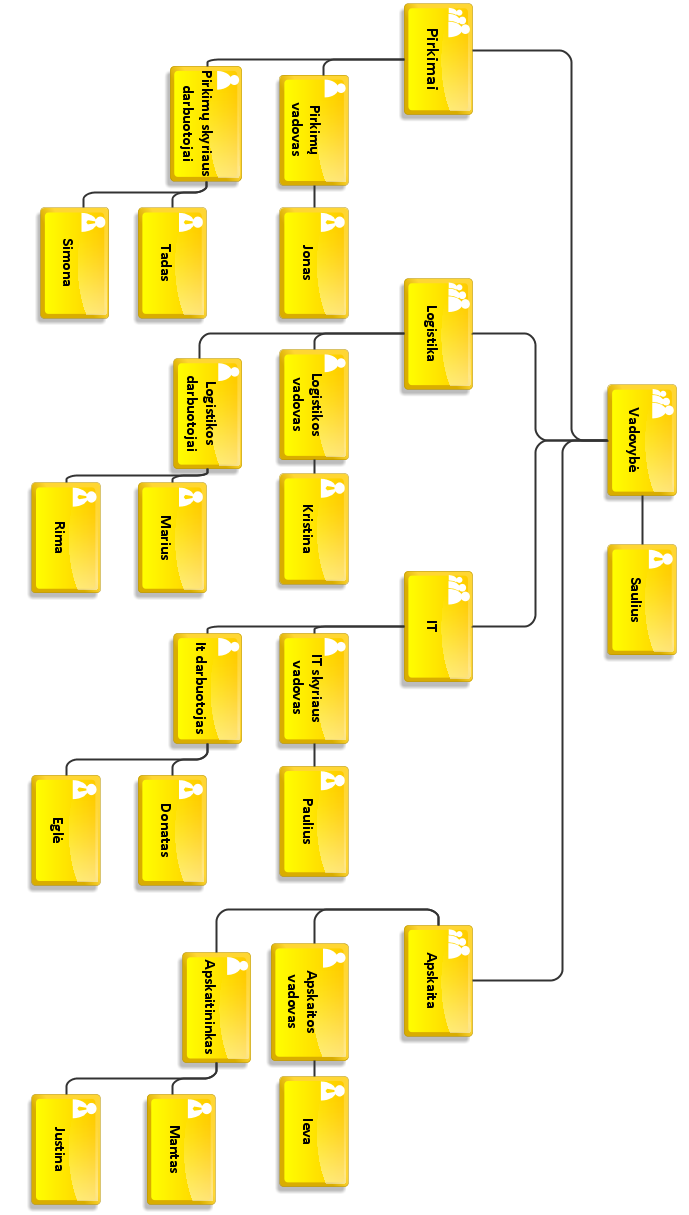 Vadovybė
Saulius
Pirkimai
Logistika
IT
Apskaita
Pirkimų
vadovas
Jonas
Logistikos
vadovas
Kristina
IT skyriaus
vadovas
Paulius
Apskaitos
vadovas
Ieva
Pirkimų skyriaus
darbuotojai
Tadas
Simona
Logistikos
darbuotojai
Marius
Rima
It darbuotojas
Donatas
Eglė
Apskaitininkas
Mantas
Justina